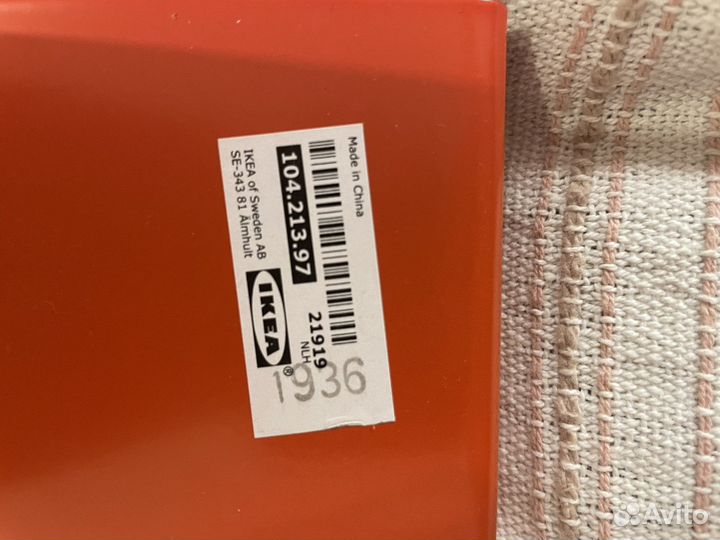 Made in China
104.213.97
21919
NLH
IKEA of Sweden AB
SE-343 81 Älmhult
IKEA®
1936
Avito